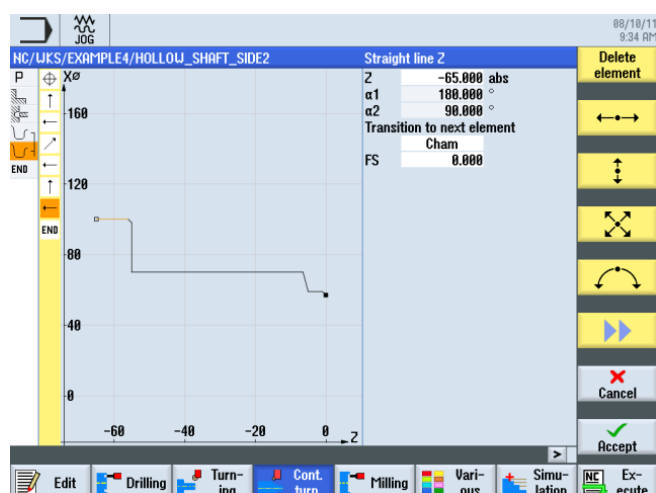 08/10/11
JOG
9:34 AM
NC/WKS/EXAMPLE4/HOLLOW_SHAFT_SIDE2
Straight line Z
Delete
element
P
XØ
Z -65.000 abs
α1 180.000 °
α2 90.000 °
Transition to next element
Cham
FS 0.000
160
120
80
40
0
END
END
-60 -40 -20 0 Z
Cancel
Accept
>
Edit
Drilling
Turn-
ing
Cont.
turn
Milling
Vari-
ous
Simu-
lation
NC Ex-
ecute